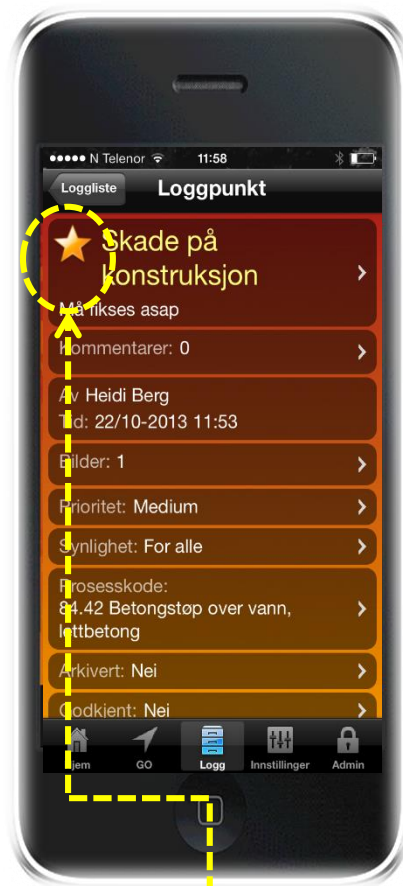 N Telenor 11:58
Loggliste Loggpunkt
Skade på
konstruksjon
Må fikses asap
Kommentarer: 0
Av Heidi Berg
Tid: 22/10-2013 11:53
Bilder: 1
Prioritet: Medium
Synlighet: For alle
Prosesskode:
84.42 Betongstøp over vann,
lettbetong
Arkivert: Nei
Godkjent: Nei
Hjem GO Logg Innstillinger Admin